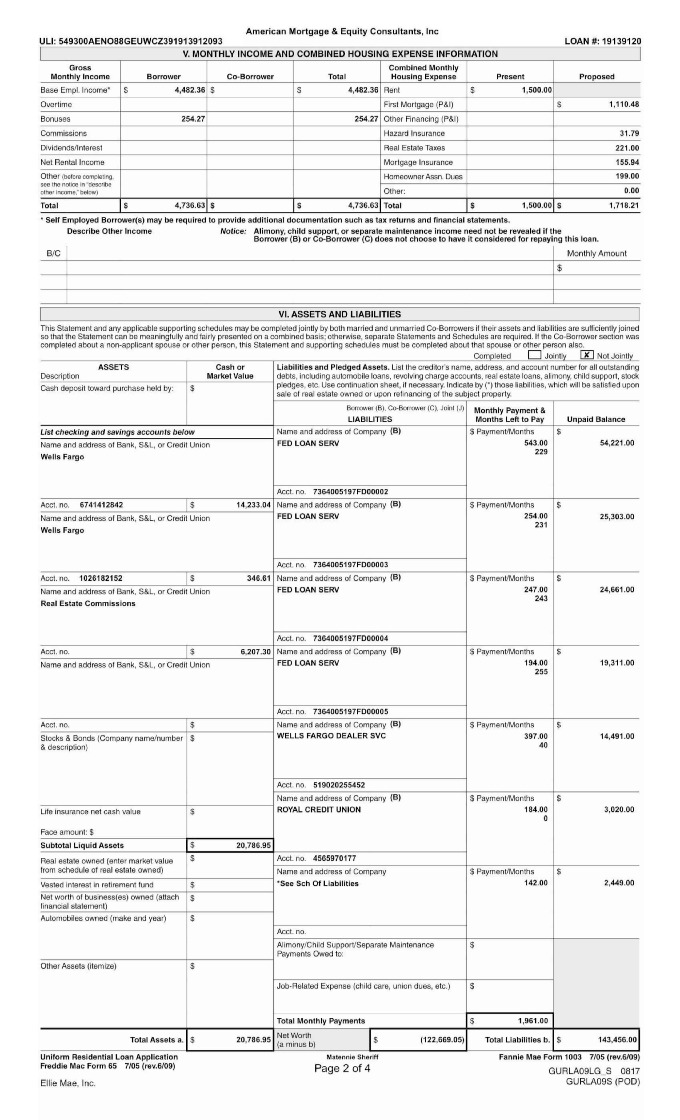 American Mortgage & Equity Consultants, Inc
ULI: 549300AENO88GEUWCZ391913912093 LOAN #: 19139120
V. MONTHLY INCOME AND COMBINED HOUSING EXPENSE INFORMATION
Gross Monthly Income Borrower Co-Borrower Total Combined Monthly Housing Expense Present Proposed
Base Empl. Income* $ 4,482.36 $ $ 4,482.36 Rent $ 1,500.00
Overtime First Mortgage (P&I) $ 1,110.48
Bonuses 254.27 254.27 Other Financing (P&I)
Commissions Hazard Insurance 31.79
Dividends/Interest Real Estate Taxes 221.00
Net Rental Income Mortgage Insurance 155.94
Other (before completing, see the notice in "describe other income," below) Homeowner Assn. Dues 199.00
Other: 0.00
Total $ 4,736.63 $ $ 4,736.63 Total $ 1,500.00 $ 1,718.21
* Self Employed Borrower(s) may be required to provide additional documentation such as tax returns and financial statements.
Describe Other Income Notice: Alimony, child support, or separate maintenance income need not be revealed if the
Borrower (B) or Co-Borrower (C) does not choose to have it considered for repaying this loan.
B/C Monthly Amount
$
VI. ASSETS AND LIABILITIES
This Statement and any applicable supporting schedules may be completed jointly by both married and unmarried Co-Borrowers if their assets and liabilities are sufficiently joined
so that the Statement can be meaningfully and fairly presented on a combined basis; otherwise, separate Statements and Schedules are required. If the Co-Borrower section was
completed about a non-applicant spouse or other person, this Statement and supporting schedules must be completed about that spouse or other person also.
Completed Jointly X Not Jointly
ASSETS
Description
Cash or Market Value
Liabilities and Pledged Assets. List the creditor's name, address, and account number for all outstanding
debts, including automobile loans, revolving charge accounts, real estate loans, alimony, child support, stock
pledges, etc. Use continuation sheet, if necessary. Indicate by (*) those liabilities, which will be satisfied upon
sale of real estate owned or upon refinancing of the subject property.
Cash deposit toward purchase held by: $
Borrower (B), Co-Borrower (C), Joint (J)
LIABILITIES Monthly Payment & Months Left to Pay Unpaid Balance
List checking and savings accounts below Name and address of Company (B) $ Payment/Months $
Name and address of Bank, S&L, or Credit Union FED LOAN SERV 543.00 54,221.00
Wells Fargo 229
Acct. no. 7364005197FD00002
Acct. no. 6741412842 $ 14,233.04 Name and address of Company (B) $ Payment/Months $
Name and address of Bank, S&L, or Credit Union FED LOAN SERV 254.00 25,303.00
Wells Fargo 231
Acct. no. 7364005197FD00003
Acct. no. 1026182152 $ 346.61 Name and address of Company (B) $ Payment/Months $
Name and address of Bank, S&L, or Credit Union FED LOAN SERV 247.00 24,661.00
Real Estate Commissions 243
Acct. no. 7364005197FD00004
Acct. no. $ 6,207.30 Name and address of Company (B) $ Payment/Months $
Name and address of Bank, S&L, or Credit Union FED LOAN SERV 194.00 19,311.00
255
Acct. no. 7364005197FD00005
Acct. no. $ Name and address of Company (B) $ Payment/Months $
Stocks & Bonds (Company name/number & description) $ WELLS FARGO DEALER SVC 397.00 14,491.00
40
Acct. no. 519020255452
Name and address of Company (B) $ Payment/Months $
Life insurance net cash value $ ROYAL CREDIT UNION 184.00 3,020.00
0
Face amount: $
Subtotal Liquid Assets $ 20,786.95
Real estate owned (enter market value from schedule of real estate owned) $ Acct. no. 4565970177
Name and address of Company $ Payment/Months $
Vested interest in retirement fund $ *See Sch Of Liabilities 142.00 2,449.00
Net worth of business(es) owned (attach financial statement) $
Automobiles owned (make and year) $
Acct. no.
Alimony/Child Support/Separate Maintenance Payments Owed to: $
Other Assets (itemize) $
Job-Related Expense (child care, union dues, etc.) $
Total Monthly Payments $ 1,961.00
Total Assets a. $ 20,786.95 Net Worth (a minus b) $ (122,669.05) Total Liabilities b. $ 143,456.00
Uniform Residential Loan Application Matennie Sheriff Fannie Mae Form 1003 7/05 (rev.6/09)
Freddie Mac Form 65 7/05 (rev.6/09) Page 2 of 4 GURLA09LG_S 0817
Ellie Mae, Inc. GURLA09S (POD)